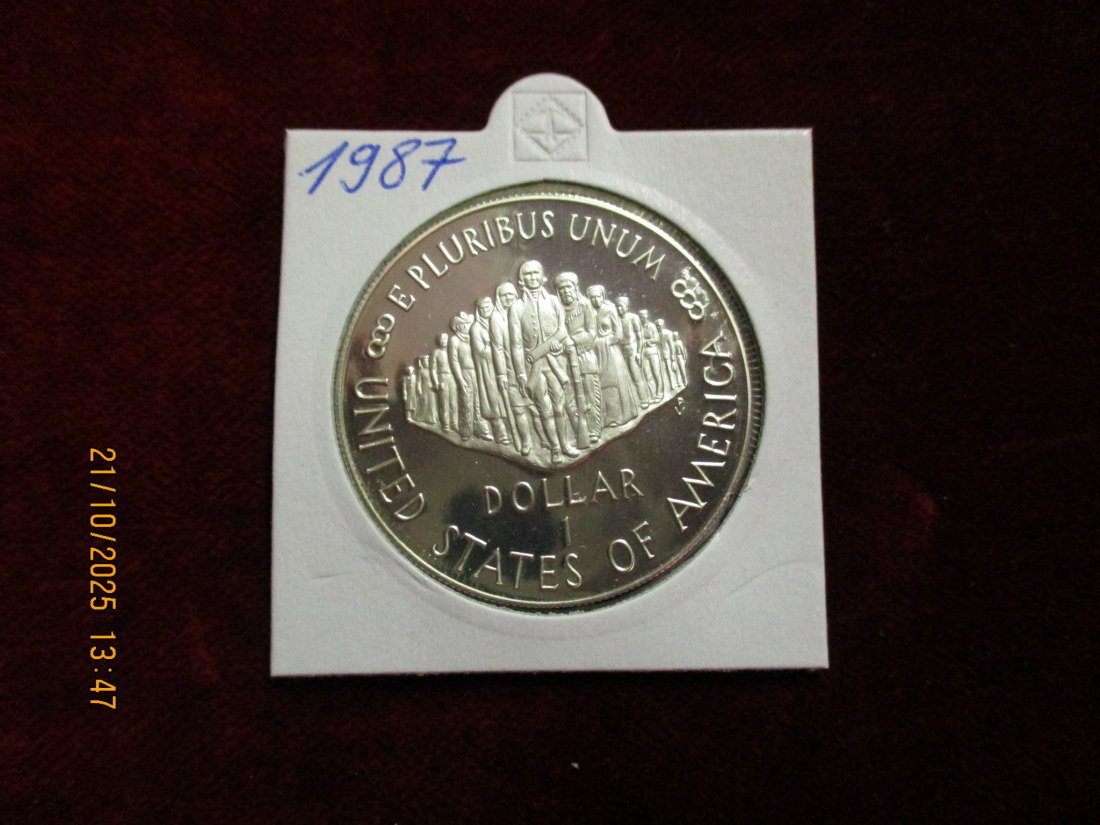 1987
E PLURIBUS UNUM
DOLLAR
1
UNITED STATES OF AMERICA
21/10/2025 13:47